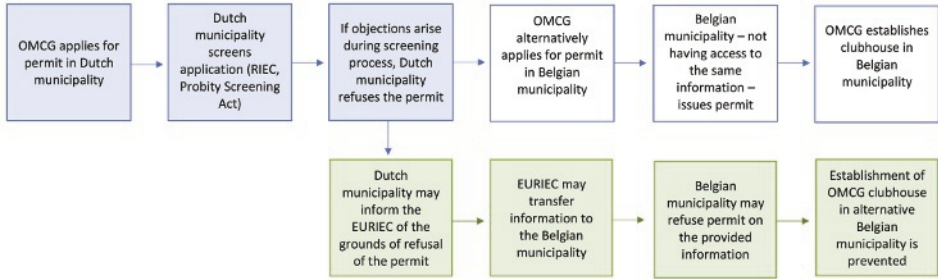 OMCG applies for
permit in Dutch
municipality
Dutch
municipality
screens
application (RIEC,
Probity Screening
Act)
If objections arise
during screening
process, Dutch
municipality
refuses the permit
OMCG
alternatively
applies for permit
in Belgian
municipality
Belgian
municipality – not
having access to
the same
information –
issues permit
OMCG establishes
clubhouse in
Belgian
municipality
Dutch
municipality may
inform the
EURIEC of the
grounds of refusal
of the permit
EURIEC may
transfer
information to
the Belgian
municipality
Belgian
municipality may
refuse permit on
the provided
information
Establishment of
OMCG clubhouse
in alternative
Belgian
municipality is
prevented